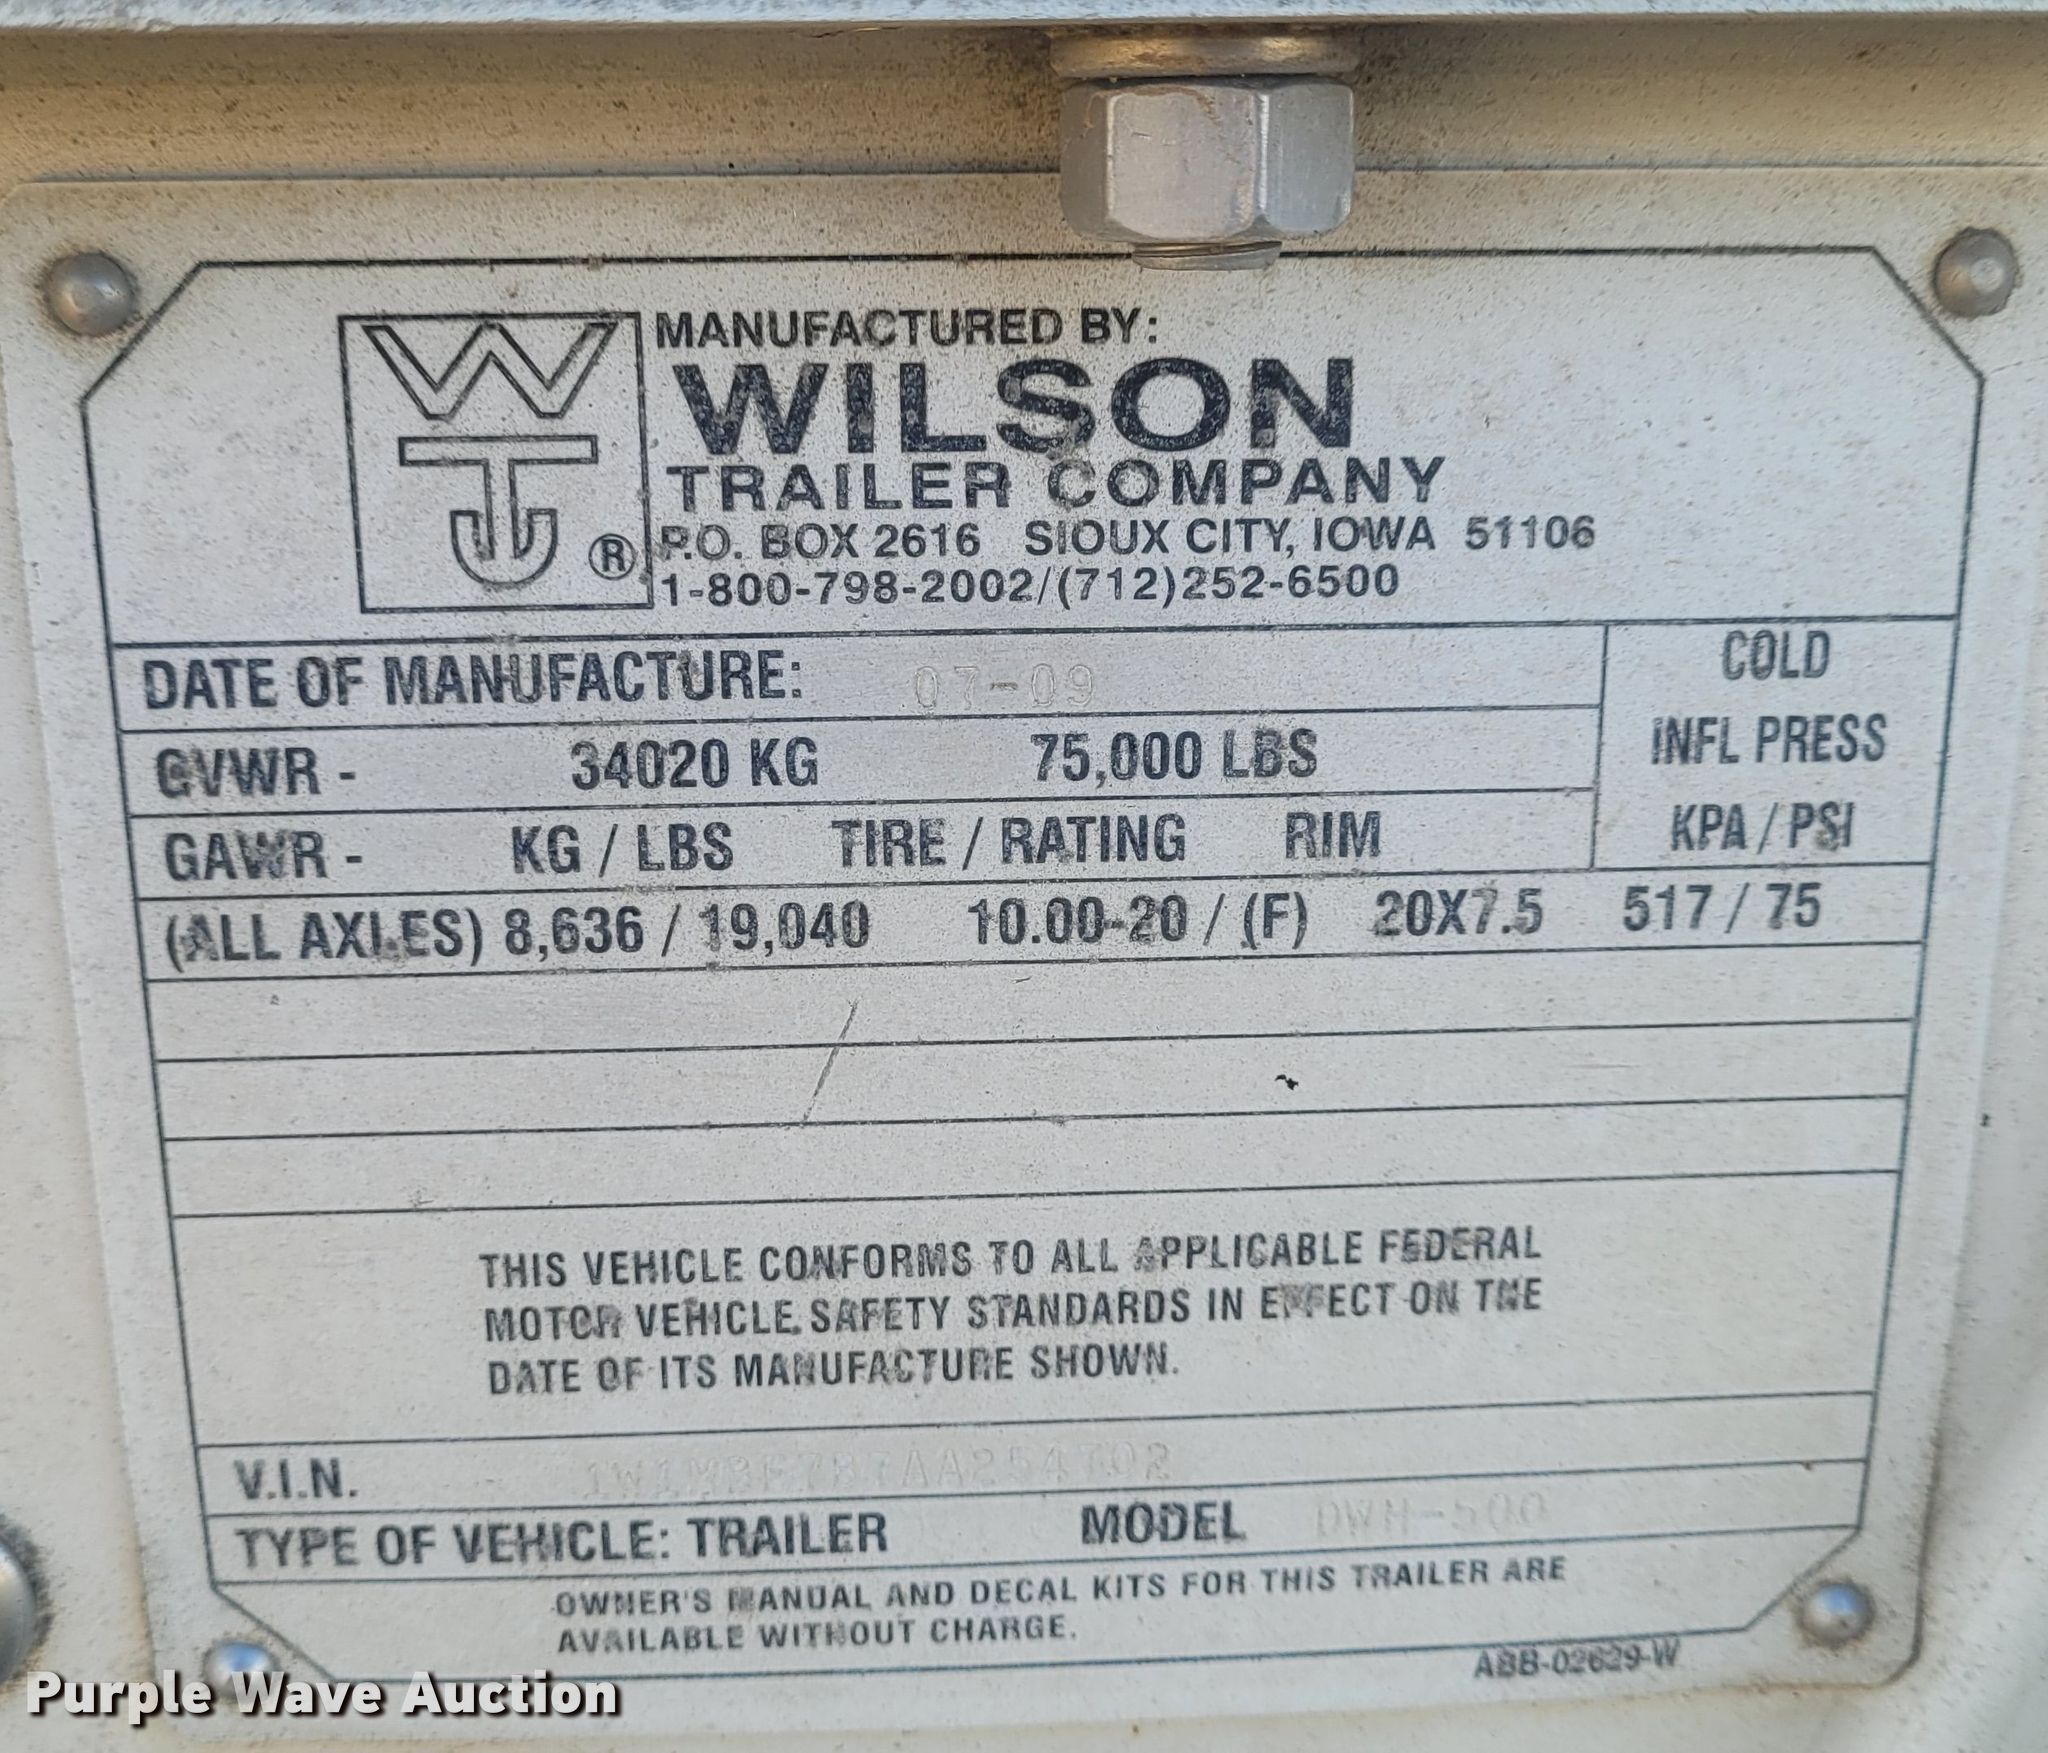 WTJ ®
MANUFACTURED BY:
WILSON
TRAILER COMPANY
P.O. BOX 2616 SIOUX CITY, IOWA 51106
1-800-798-2002/(712)252-6500
DATE OF MANUFACTURE: 07-09
COLD
INFL PRESS
KPA / PSI
GVWR - 34020 KG 75,000 LBS
GAWR - KG / LBS TIRE / RATING RIM
(ALL AXLES) 8,636 / 19,040 10.00-20 / (F) 20X7.5 517 / 75
THIS VEHICLE CONFORMS TO ALL APPLICABLE FEDERAL
MOTOR VEHICLE SAFETY STANDARDS IN EFFECT ON THE
DATE OF ITS MANUFACTURE SHOWN.
V.I.N. 1W1M3F7B7AA254702
TYPE OF VEHICLE: TRAILER MODEL DWH-500
OWNER'S MANUAL AND DECAL KITS FOR THIS TRAILER ARE
AVAILABLE WITHOUT CHARGE.
ABB-02629-W
Purple Wave Auction